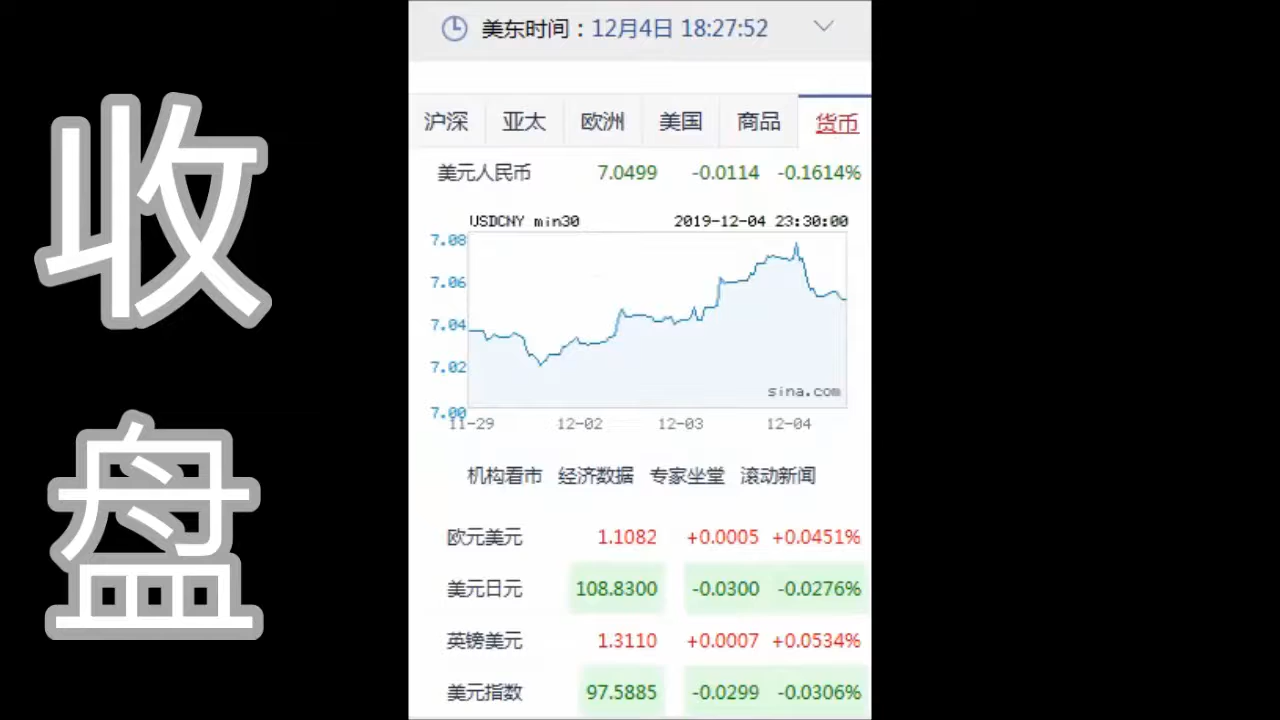 收
盘
美东时间：12月4日 18:27:52
沪深 亚太 欧洲 美国 商品 货币
美元人民币 7.0499 -0.0114 -0.1614%
USDCNY min30 2019-12-04 23:30:00
7.08
7.06
7.04
7.02
7.00
sina.com
11-29 12-02 12-03 12-04
机构看市 经济数据 专家坐堂 滚动新闻
欧元美元 1.1082 +0.0005 +0.0451%
美元日元 108.8300 -0.0300 -0.0276%
英镑美元 1.3110 +0.0007 +0.0534%
美元指数 97.5885 -0.0299 -0.0306%